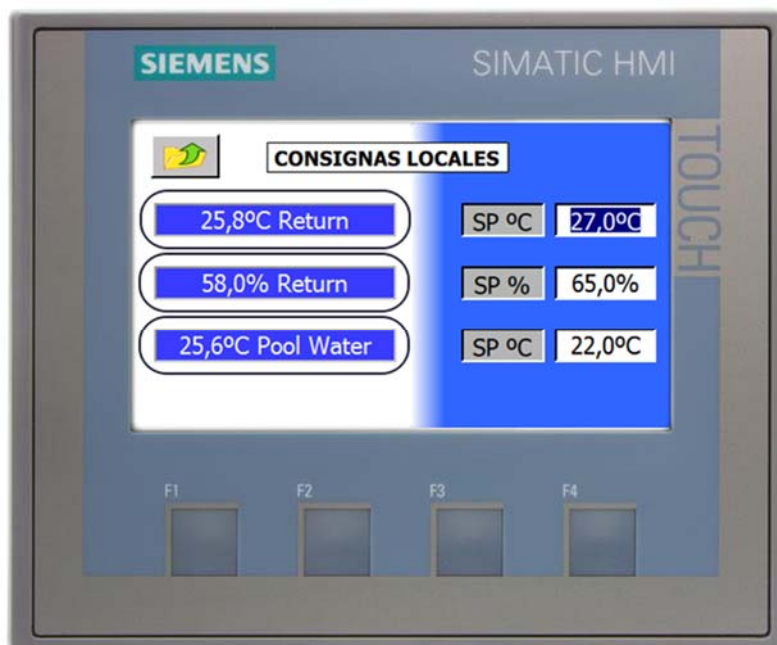 SIEMENS
SIMATIC HMI
TOUCH
CONSIGNAS LOCALES
25,8ºC Return
SP ºC
27,0ºC
58,0% Return
SP %
65,0%
25,6ºC Pool Water
SP ºC
22,0ºC
F1
F2
F3
F4